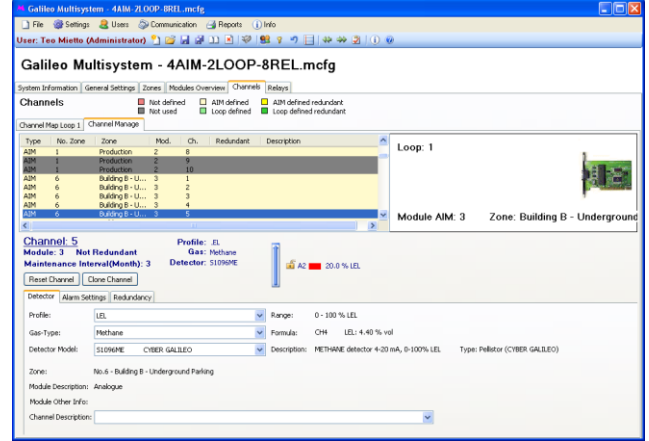 Galileo Multisystem - 4AIM-2LOOP-8REL.mcfg
File Settings Users Communication Reports Info
User: Teo Mietto (Administrator)
Galileo Multisystem - 4AIM-2LOOP-8REL.mcfg
System Information General Settings Zones Modules Overview Channels Relays
Channels Not defined AIM defined AIM defined redundant
Not used Loop defined Loop defined redundant
Channel Map Loop 1 Channel Manage
Type No. Zone Zone Mod. Ch. Redundant Description
AIM 1 Production 2 8
AIM 1 Production 2 9
AIM 1 Production 2 10
AIM 6 Building B - U... 3 1
AIM 6 Building B - U... 3 2
AIM 6 Building B - U... 3 3
AIM 6 Building B - U... 3 4
AIM 6 Building B - U... 3 5
Loop: 1
Module AIM: 3 Zone: Building B - Underground
Channel: 5 Profile: .EL
Module: 3 Not Redundant Gas: Methane
Maintenance Interval(Month): 3 Detector: S1096ME
A2 20.0 % LEL
Reset Channel Clone Channel
Detector Alarm Settings Redundancy
Profile: LEL Range: 0 - 100 % LEL
Gas-Type: Methane Formula: CH4 LEL: 4.40 % vol
Detector Model: S1096ME CYBER GALILEO Description: METHANE detector 4-20 mA, 0-100% LEL Type: Pellistor (CYBER GALILEO)
Zone: No.6 - Building B - Underground Parking
Module Description: Analogue
Module Other Info:
Channel Description: